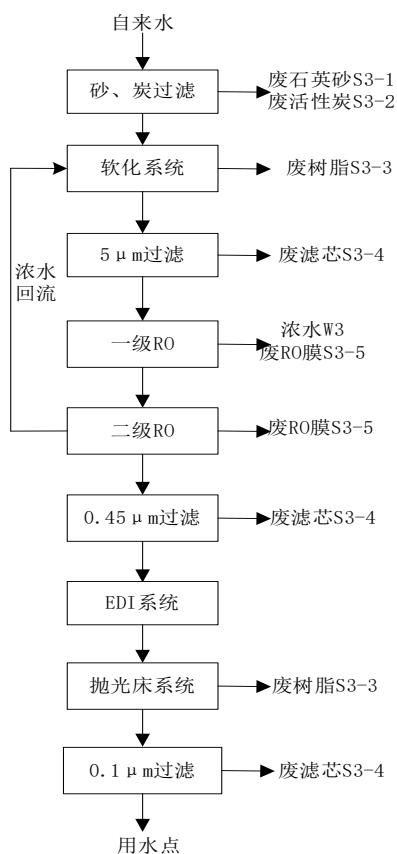 自来水
砂、炭过滤
废石英砂S3-1
废活性炭S3-2
软化系统
废树脂S3-3
浓水
回流
5μm过滤
废滤芯S3-4
一级RO
浓水W3
废RO膜S3-5
二级RO
废RO膜S3-5
0.45μm过滤
废滤芯S3-4
EDI系统
抛光床系统
废树脂S3-3
0.1μm过滤
废滤芯S3-4
用水点